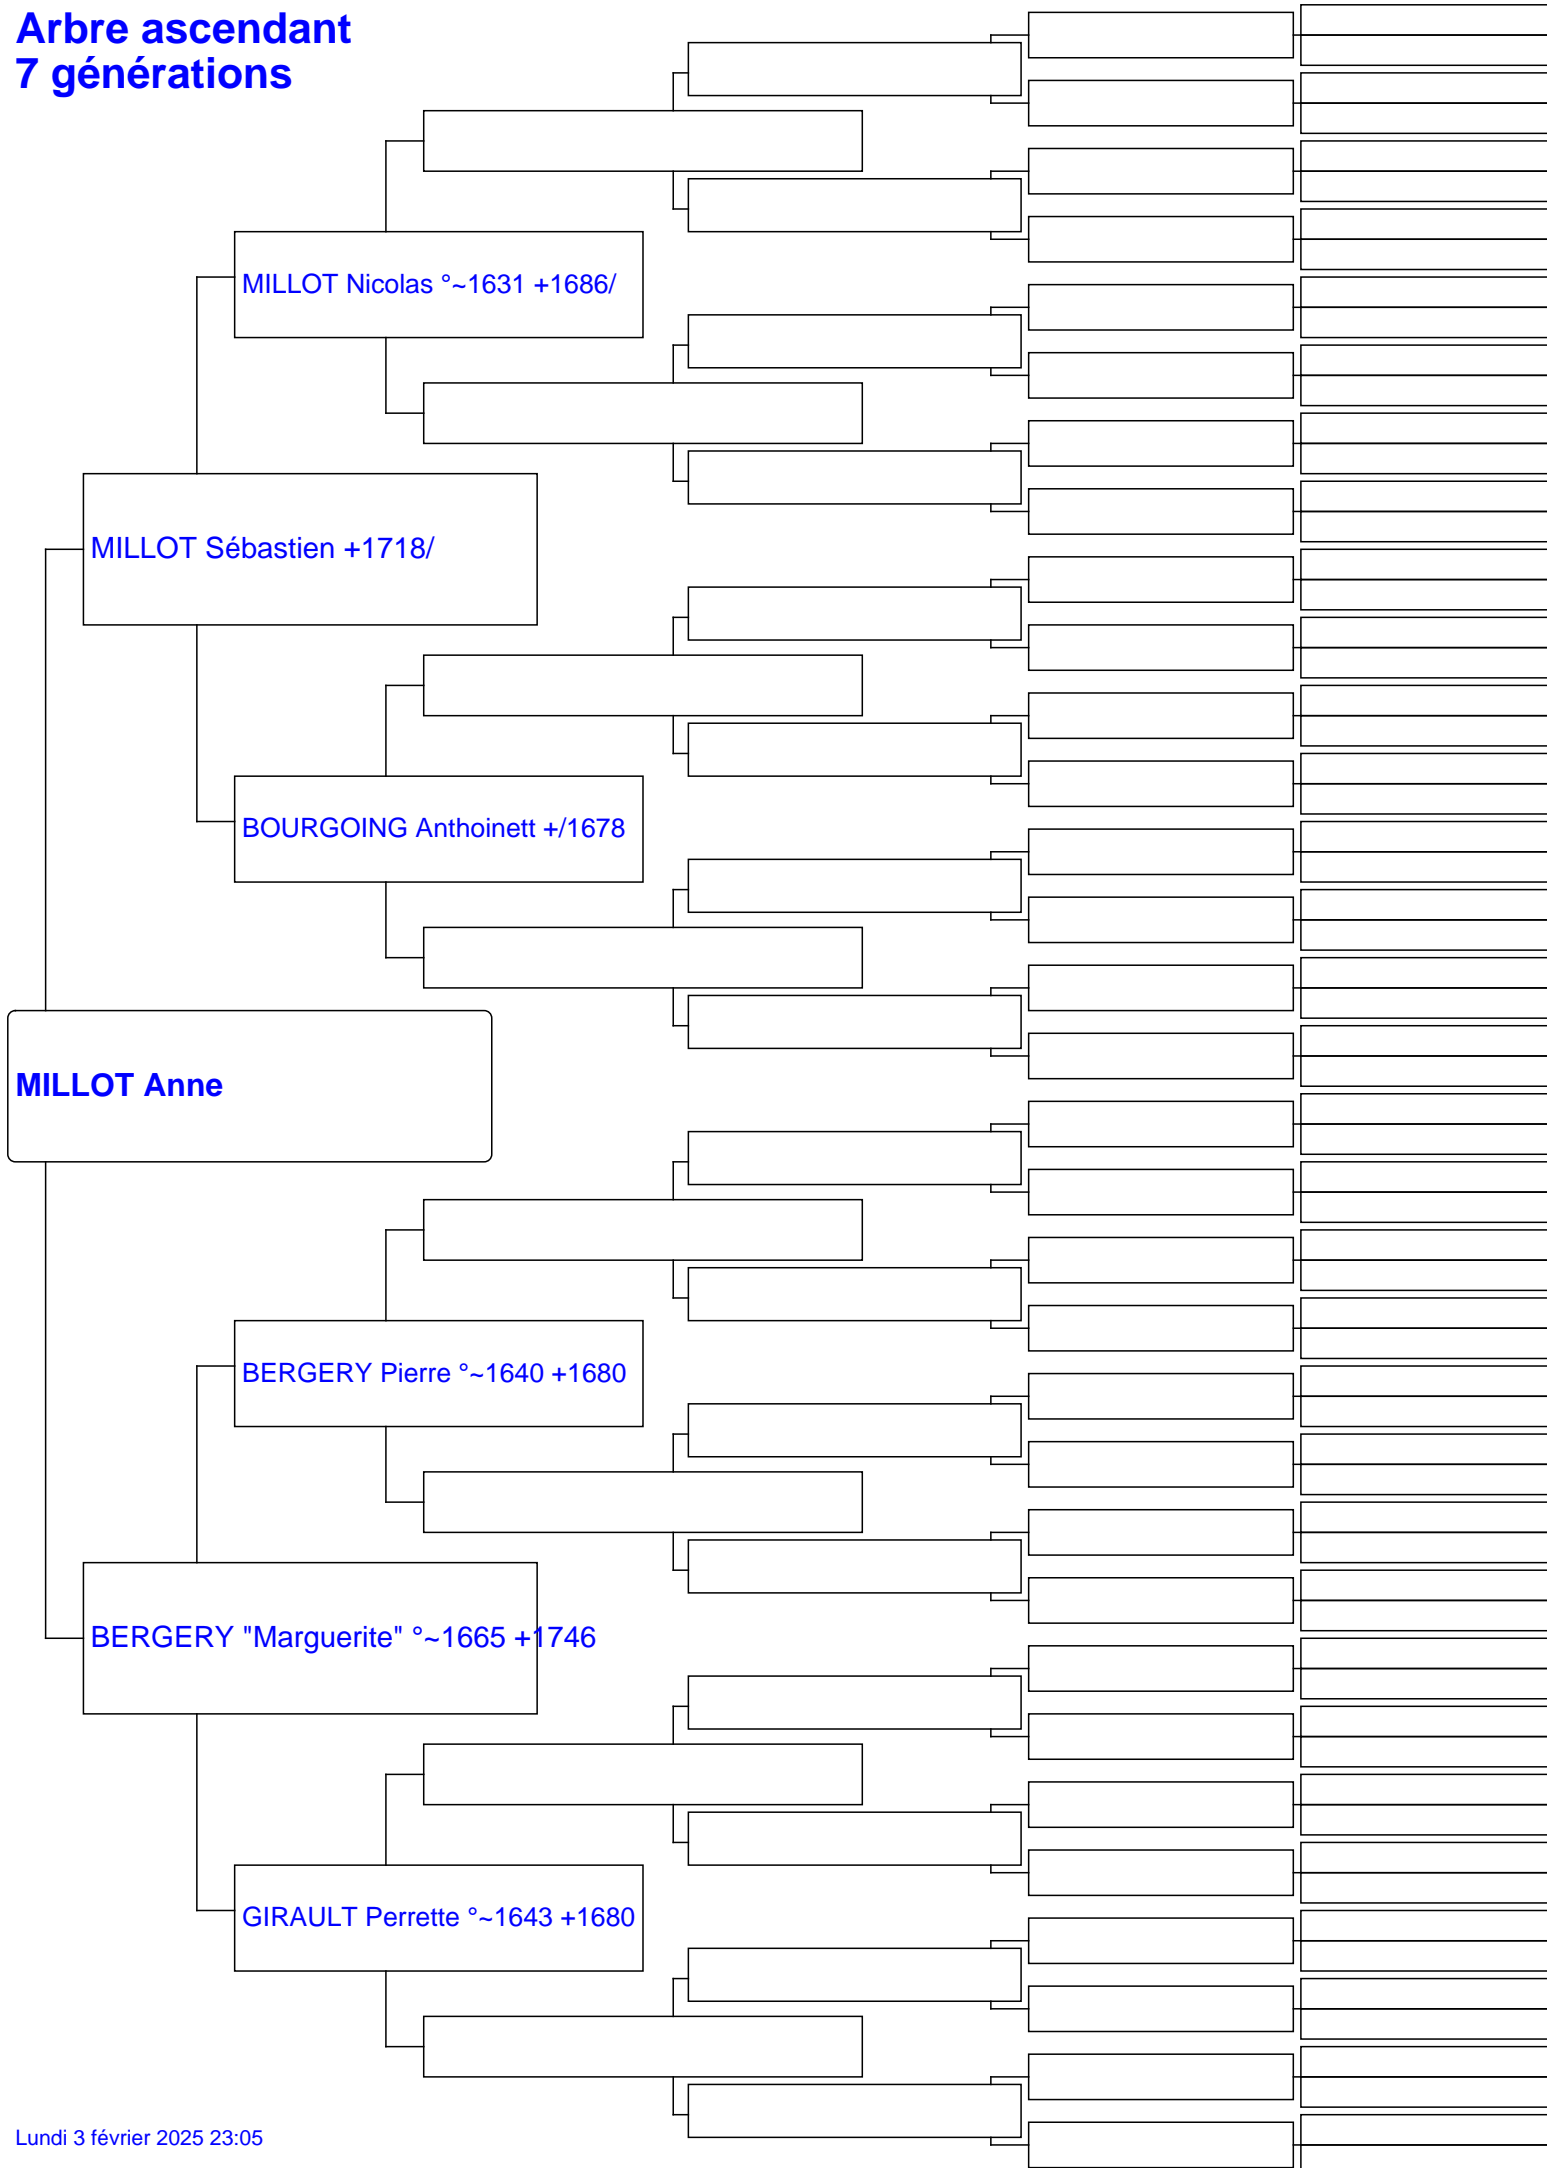 Arbre ascendant
7 générations
MILLOT Nicolas °~1631 +1686/
MILLOT Sébastien +1718/
BOURGOING Anthoinett +/1678
MILLOT Anne
BERGERY Pierre °~1640 +1680
BERGERY "Marguerite" °~1665 +1746
GIRAULT Perrette °~1643 +1680
Lundi 3 février 2025 23:05